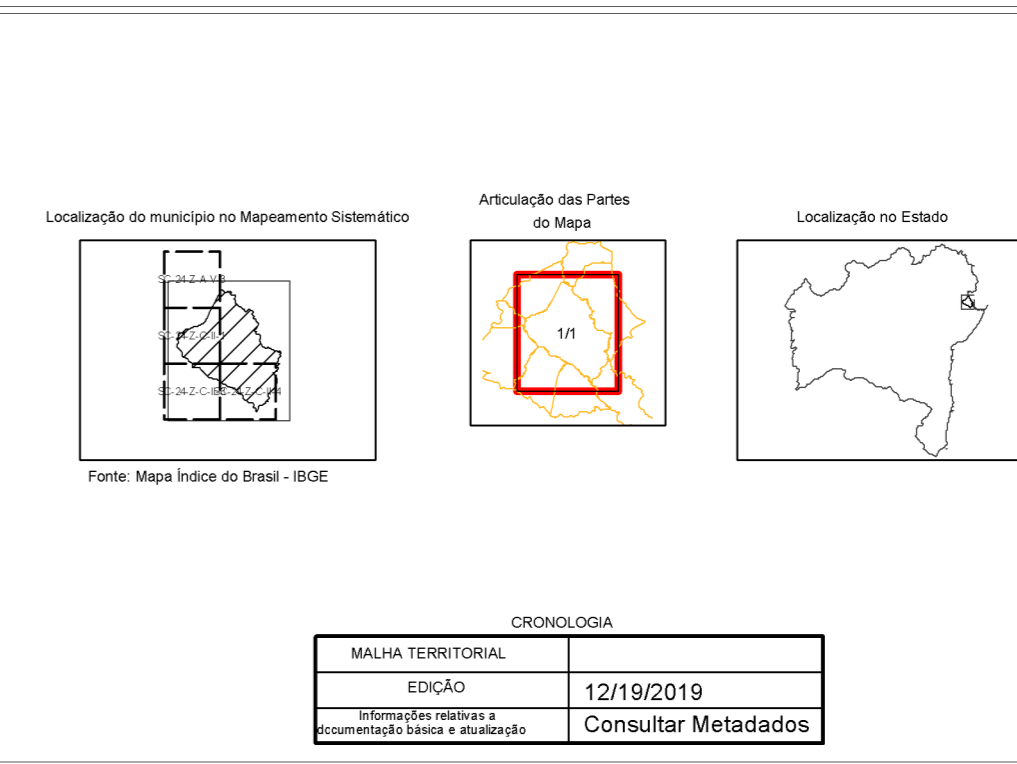 Localização do município no Mapeamento Sistemático
Articulação das Partes
do Mapa
Localização no Estado
SC-24-Z-A-V-3
1/1
Fonte: Mapa Índice do Brasil - IBGE
CRONOLOGIA
MALHA TERRITORIAL
EDIÇÃO
12/19/2019
Informações relativas a
documentação básica e atualização
Consultar Metadados